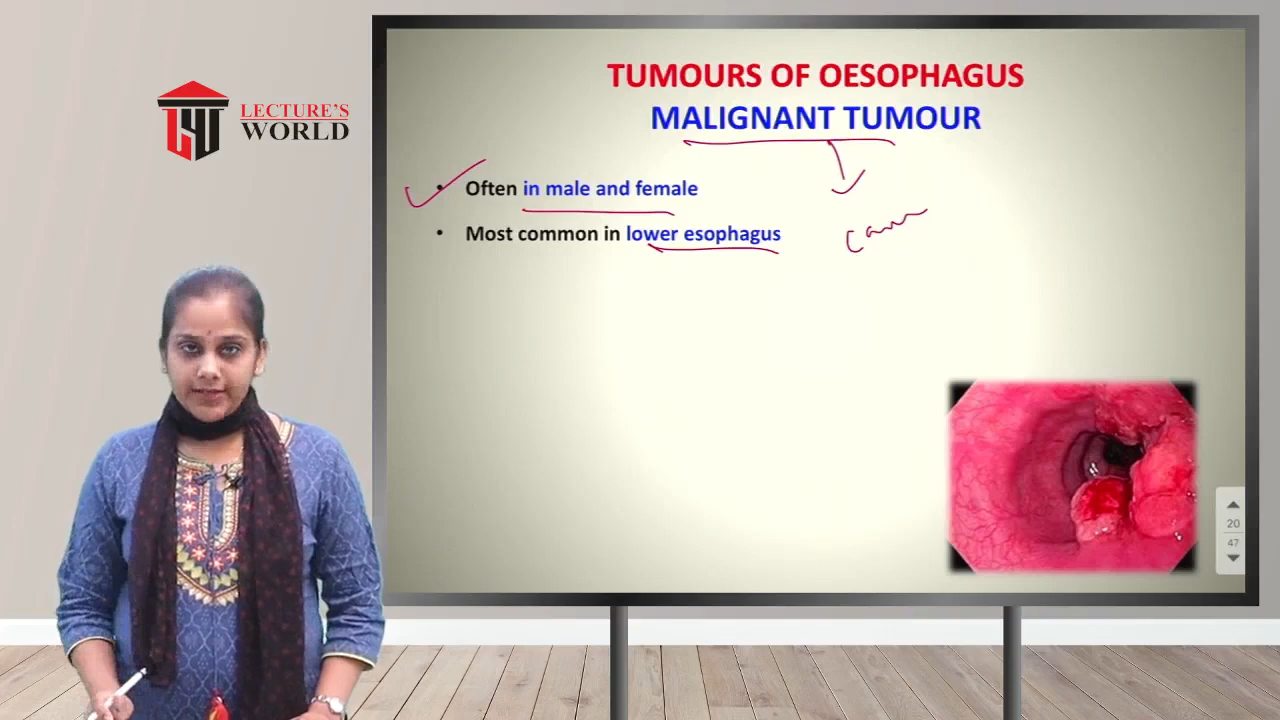 LECTURE'S
WORLD
TUMOURS OF OESOPHAGUS
MALIGNANT TUMOUR
• Often in male and female
• Most common in lower esophagus
20
47